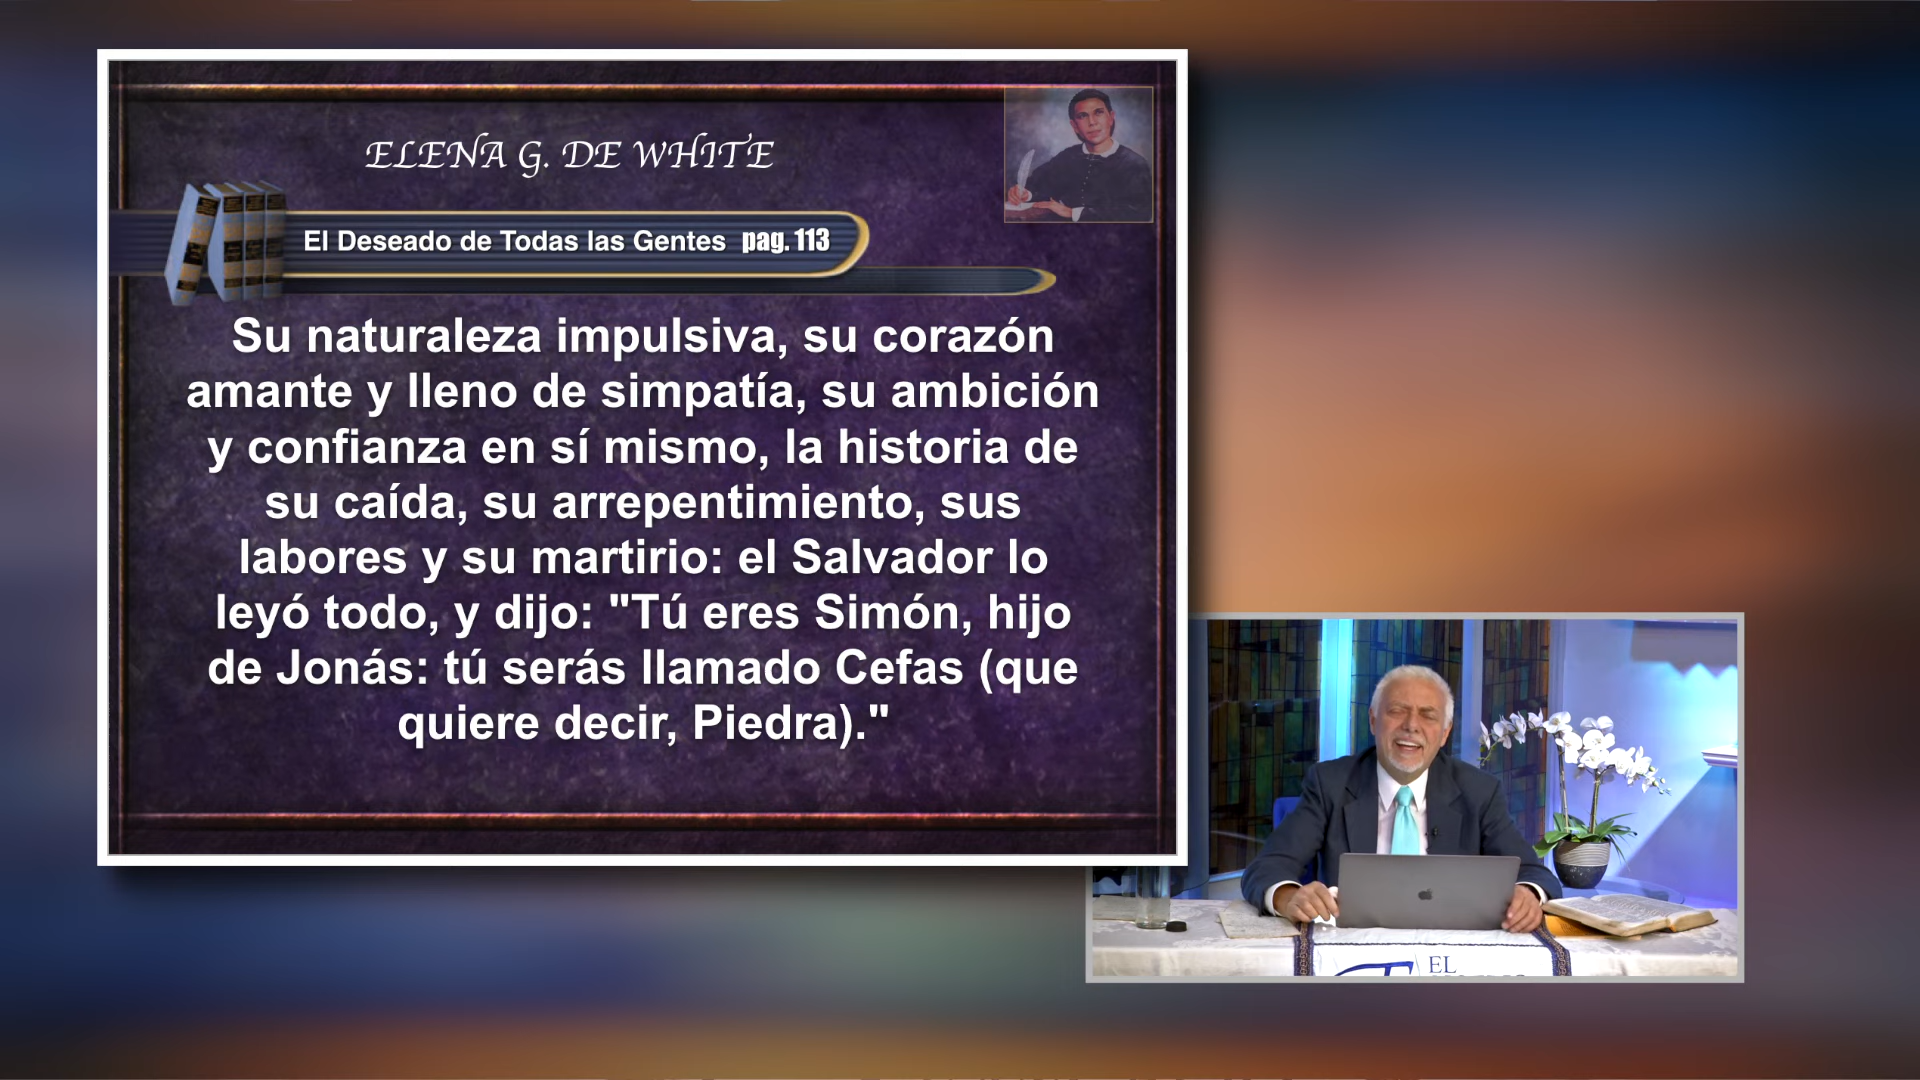 ELENA G. DE WHITE
El Deseado de Todas las Gentes pag. 113
Su naturaleza impulsiva, su corazón
amante y lleno de simpatía, su ambición
y confianza en sí mismo, la historia de
su caída, su arrepentimiento, sus
labores y su martirio: el Salvador lo
leyó todo, y dijo: "Tú eres Simón, hijo
de Jonás: tú serás llamado Cefas (que
quiere decir, Piedra)."
EL